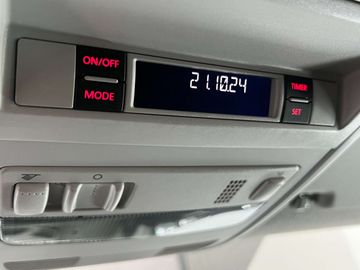 ON/OFF
MODE
21.10.24
TIMER
SET